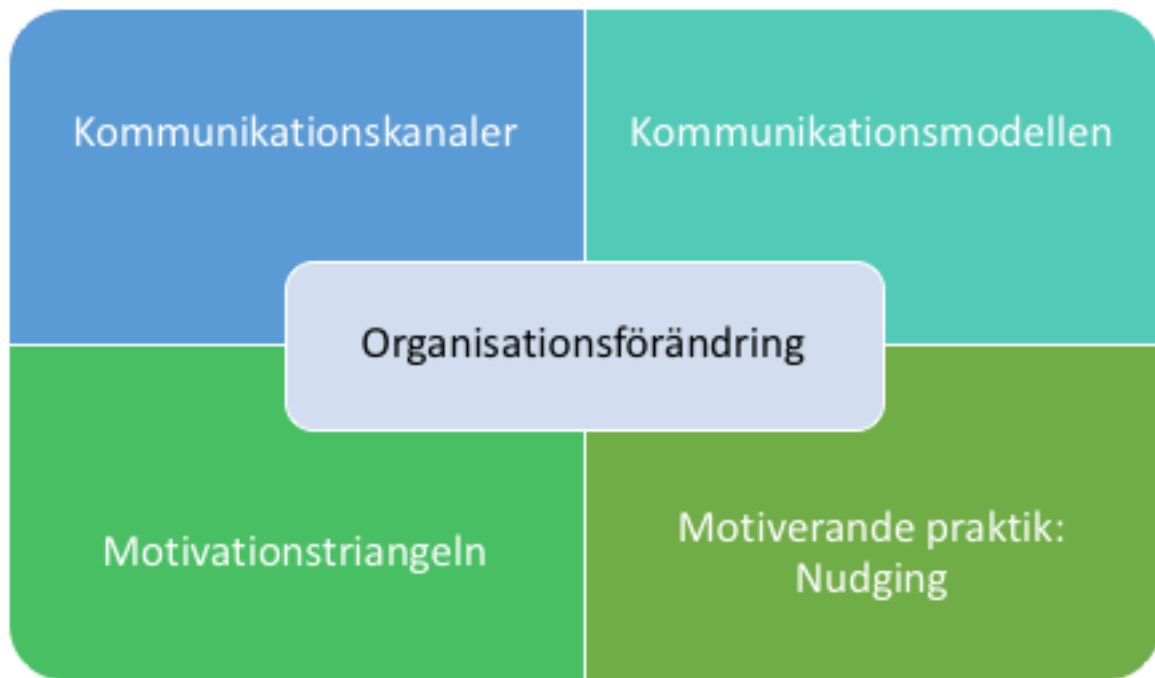 Kommunikationskanaler
Kommunikationsmodellen
Organisationsförändring
Motivationstriangeln
Motiverande praktik:
Nudging